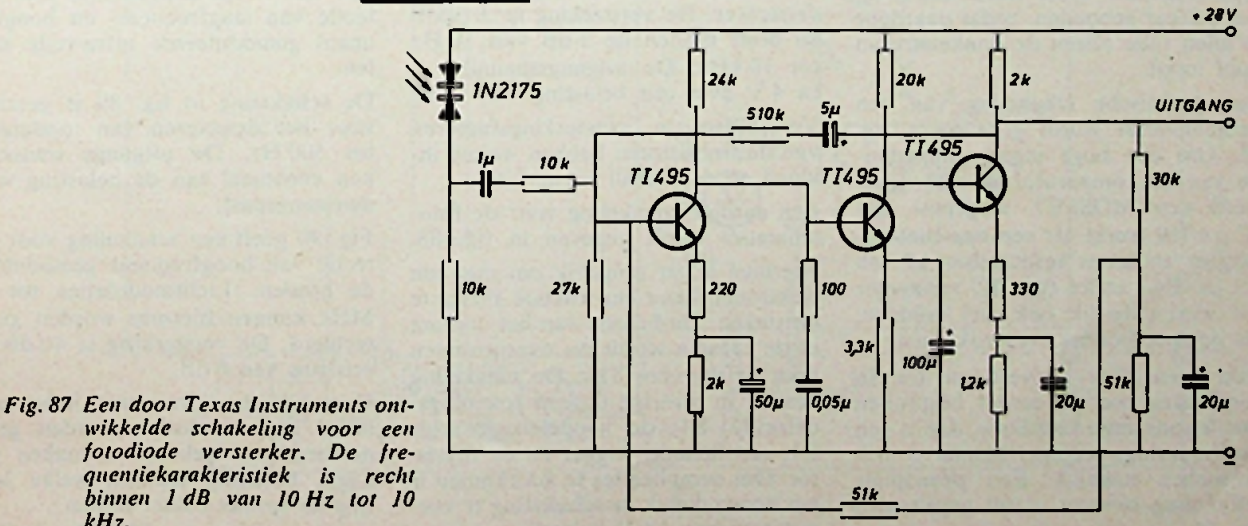 + 28V
24k
20k
2k
1N2175
UITGANG
510k
5μ
+
TI495
1μ
10k
TI495
TI495
30k
10k
27k
220
100
330
3,3k
100μ
+
2k
+
50μ
0,05μ
1,2k
+
20μ
51k
+
20μ
51k
Fig. 87 Een door Texas Instruments ont-
wikkelde schakeling voor een
fotodiode versterker. De fre-
quentiekarakteristiek is recht
binnen 1 dB van 10 Hz tot 10
kHz.